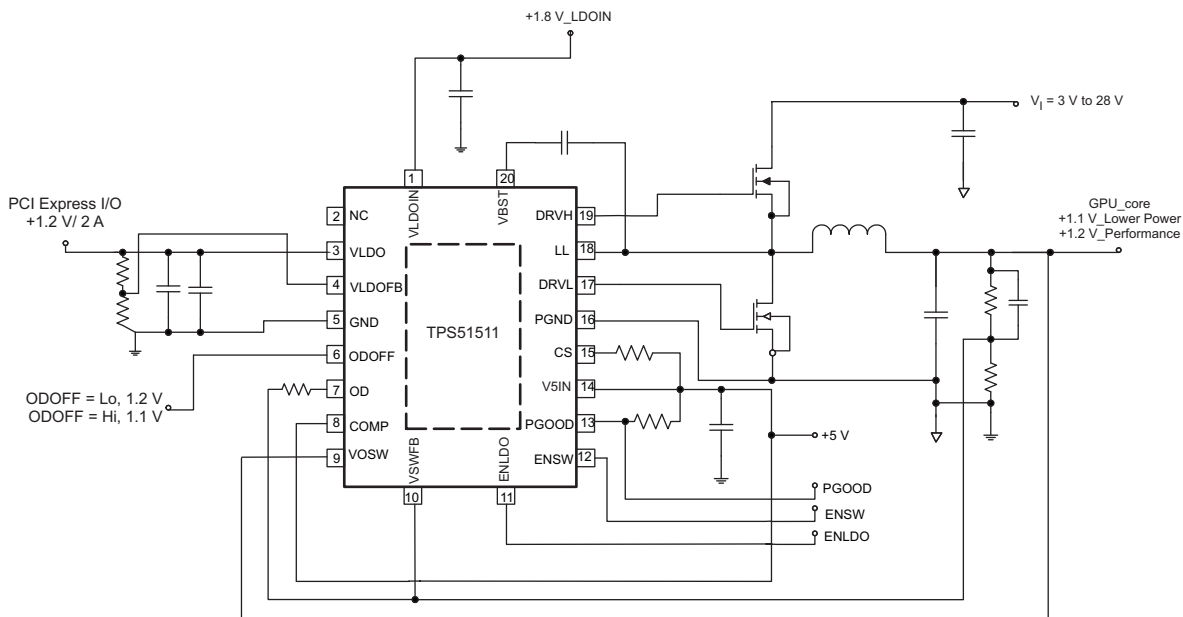 +1.8 V_LDOIN
V_I = 3 V to 28 V
1
20
VLDOIN
VBST
PCI Express I/O
+1.2 V/ 2 A
GPU_core
+1.1 V_Lower Power
+1.2 V_Performance
2
NC
DRVH
19
3
VLDO
LL
18
4
VLDOFB
DRVL
17
5
GND
PGND
16
TPS51511
6
ODOFF
CS
15
7
OD
V5IN
14
8
COMP
PGOOD
13
9
VOSW
ENSW
12
VSWFB
ENLDO
10
11
ODOFF = Lo, 1.2 V
ODOFF = Hi, 1.1 V
+5 V
PGOOD
ENSW
ENLDO